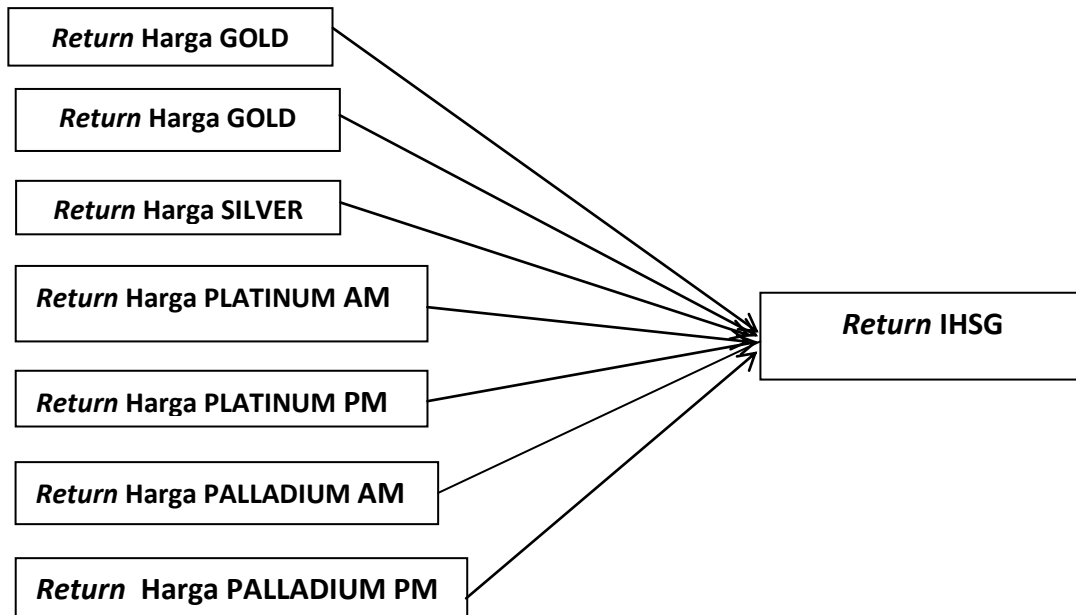 Return Harga GOLD
Return Harga GOLD
Return Harga SILVER
Return Harga PLATINUM AM
Return IHSG
Return Harga PLATINUM PM
Return Harga PALLADIUM AM
Return Harga PALLADIUM PM